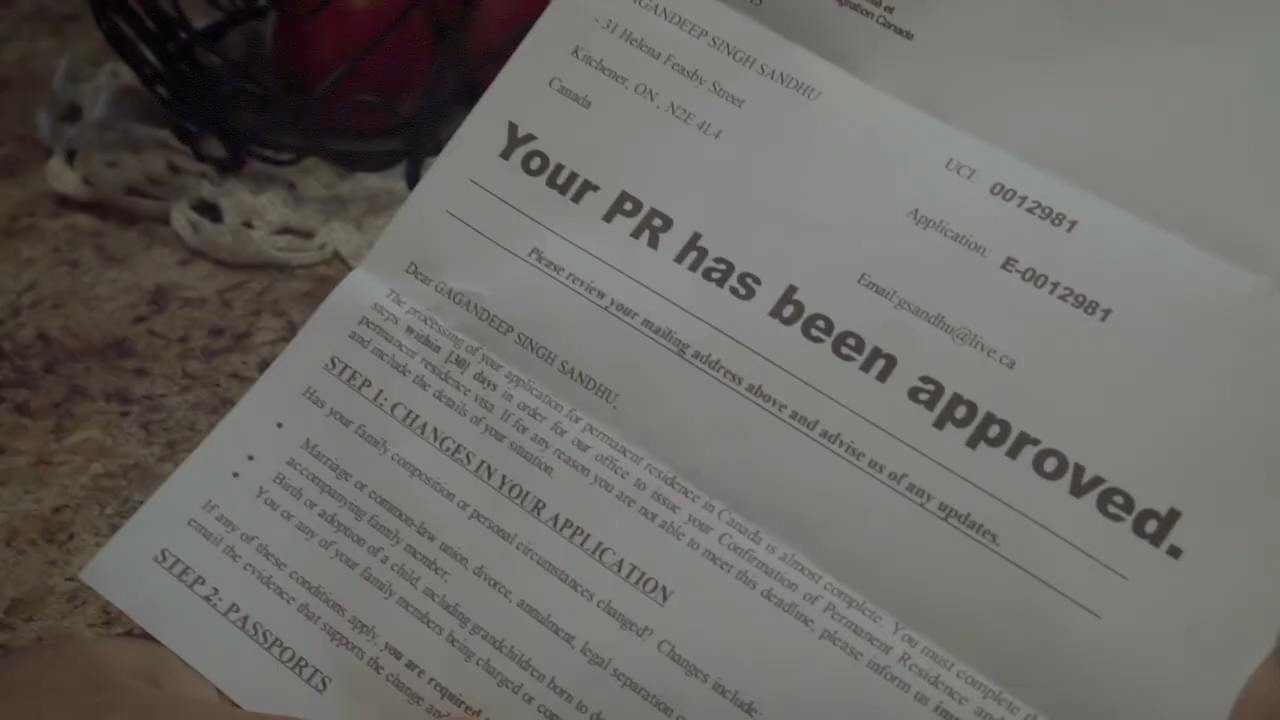 ration Canada
GAGANDEEP SINGH SANDHU
- 31 Helena Feasby Street
Kitchener, ON , N2E 4L4
Canada
UCI: 0012981
Application: E-0012981
Email:gsandhu@live.ca
Your PR has been approved.
Please review your mailing address above and advise us of any updates.
Dear GAGANDEEP SINGH SANDHU,
The processing of your application for permanent residence in Canada is almost complete. You must complete
steps within [30] days in order for our office to issue your Confirmation of Permanent Residence and
permanent residence visa. If for any reason you are not able to meet this deadline, please inform us
and include the details of your situation.
STEP 1: CHANGES IN YOUR APPLICATION
Has your family composition or personal circumstances changed? Changes include:
• Marriage or common-law union, divorce, annulment, legal separation
accompanying family member.
• Birth or adoption of a child, including grandchildren born to
• You or any of your family members being charged or
If any of these conditions apply, you are required
email the evidence that supports the change and
STEP 2: PASSPORTS